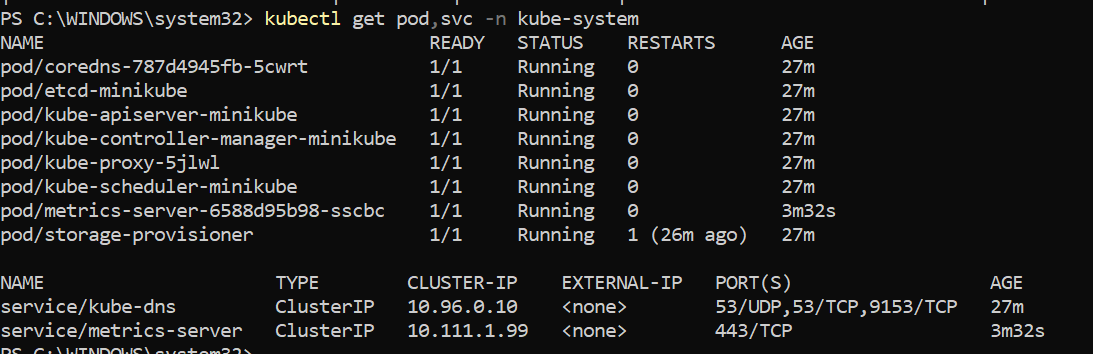 PS C:\WINDOWS\system32> kubectl get pod,svc -n kube-system
NAME READY STATUS RESTARTS AGE
pod/coredns-787d4945fb-5cwrt 1/1 Running 0 27m
pod/etcd-minikube 1/1 Running 0 27m
pod/kube-apiserver-minikube 1/1 Running 0 27m
pod/kube-controller-manager-minikube 1/1 Running 0 27m
pod/kube-proxy-5jlwl 1/1 Running 0 27m
pod/kube-scheduler-minikube 1/1 Running 0 27m
pod/metrics-server-6588d95b98-sscbc 1/1 Running 0 3m32s
pod/storage-provisioner 1/1 Running 1 (26m ago) 27m
NAME TYPE CLUSTER-IP EXTERNAL-IP PORT(S) AGE
service/kube-dns ClusterIP 10.96.0.10 <none> 53/UDP,53/TCP,9153/TCP 27m
service/metrics-server ClusterIP 10.111.1.99 <none> 443/TCP 3m32s
PS C:\WINDOWS\system32>